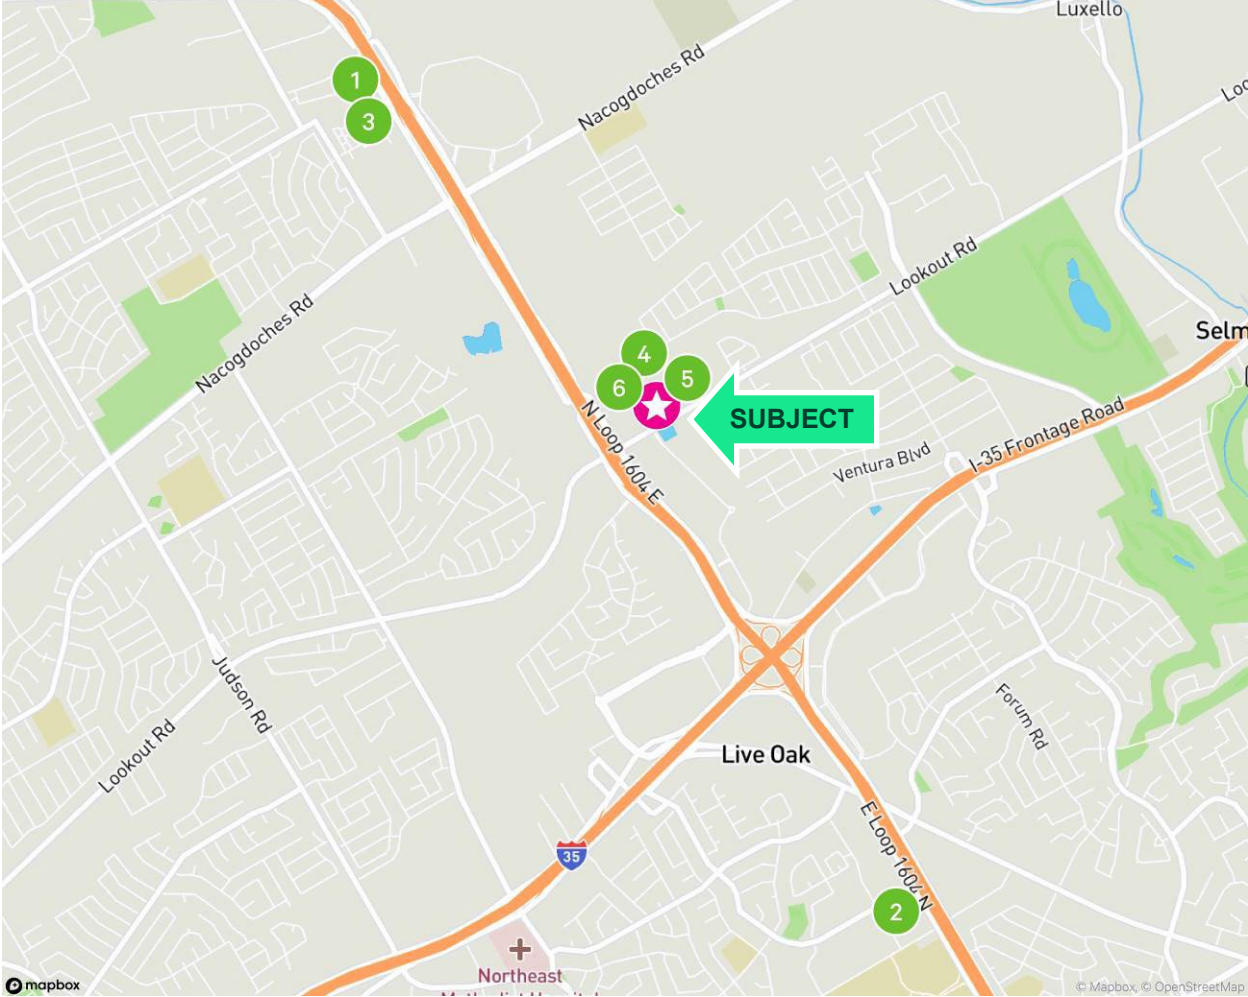 Luxello
1
3
Nacogdoches Rd
Lookout Rd
Selm
Nacogdoches Rd
4
5
6
SUBJECT
N Loop 1604 E
I-35 Frontage Road
Ventura Blvd
Judson Rd
Forum Rd
Lookout Rd
Live Oak
E Loop 1604 N
35
2
Northeast
mapbox
© Mapbox, © OpenStreetMap